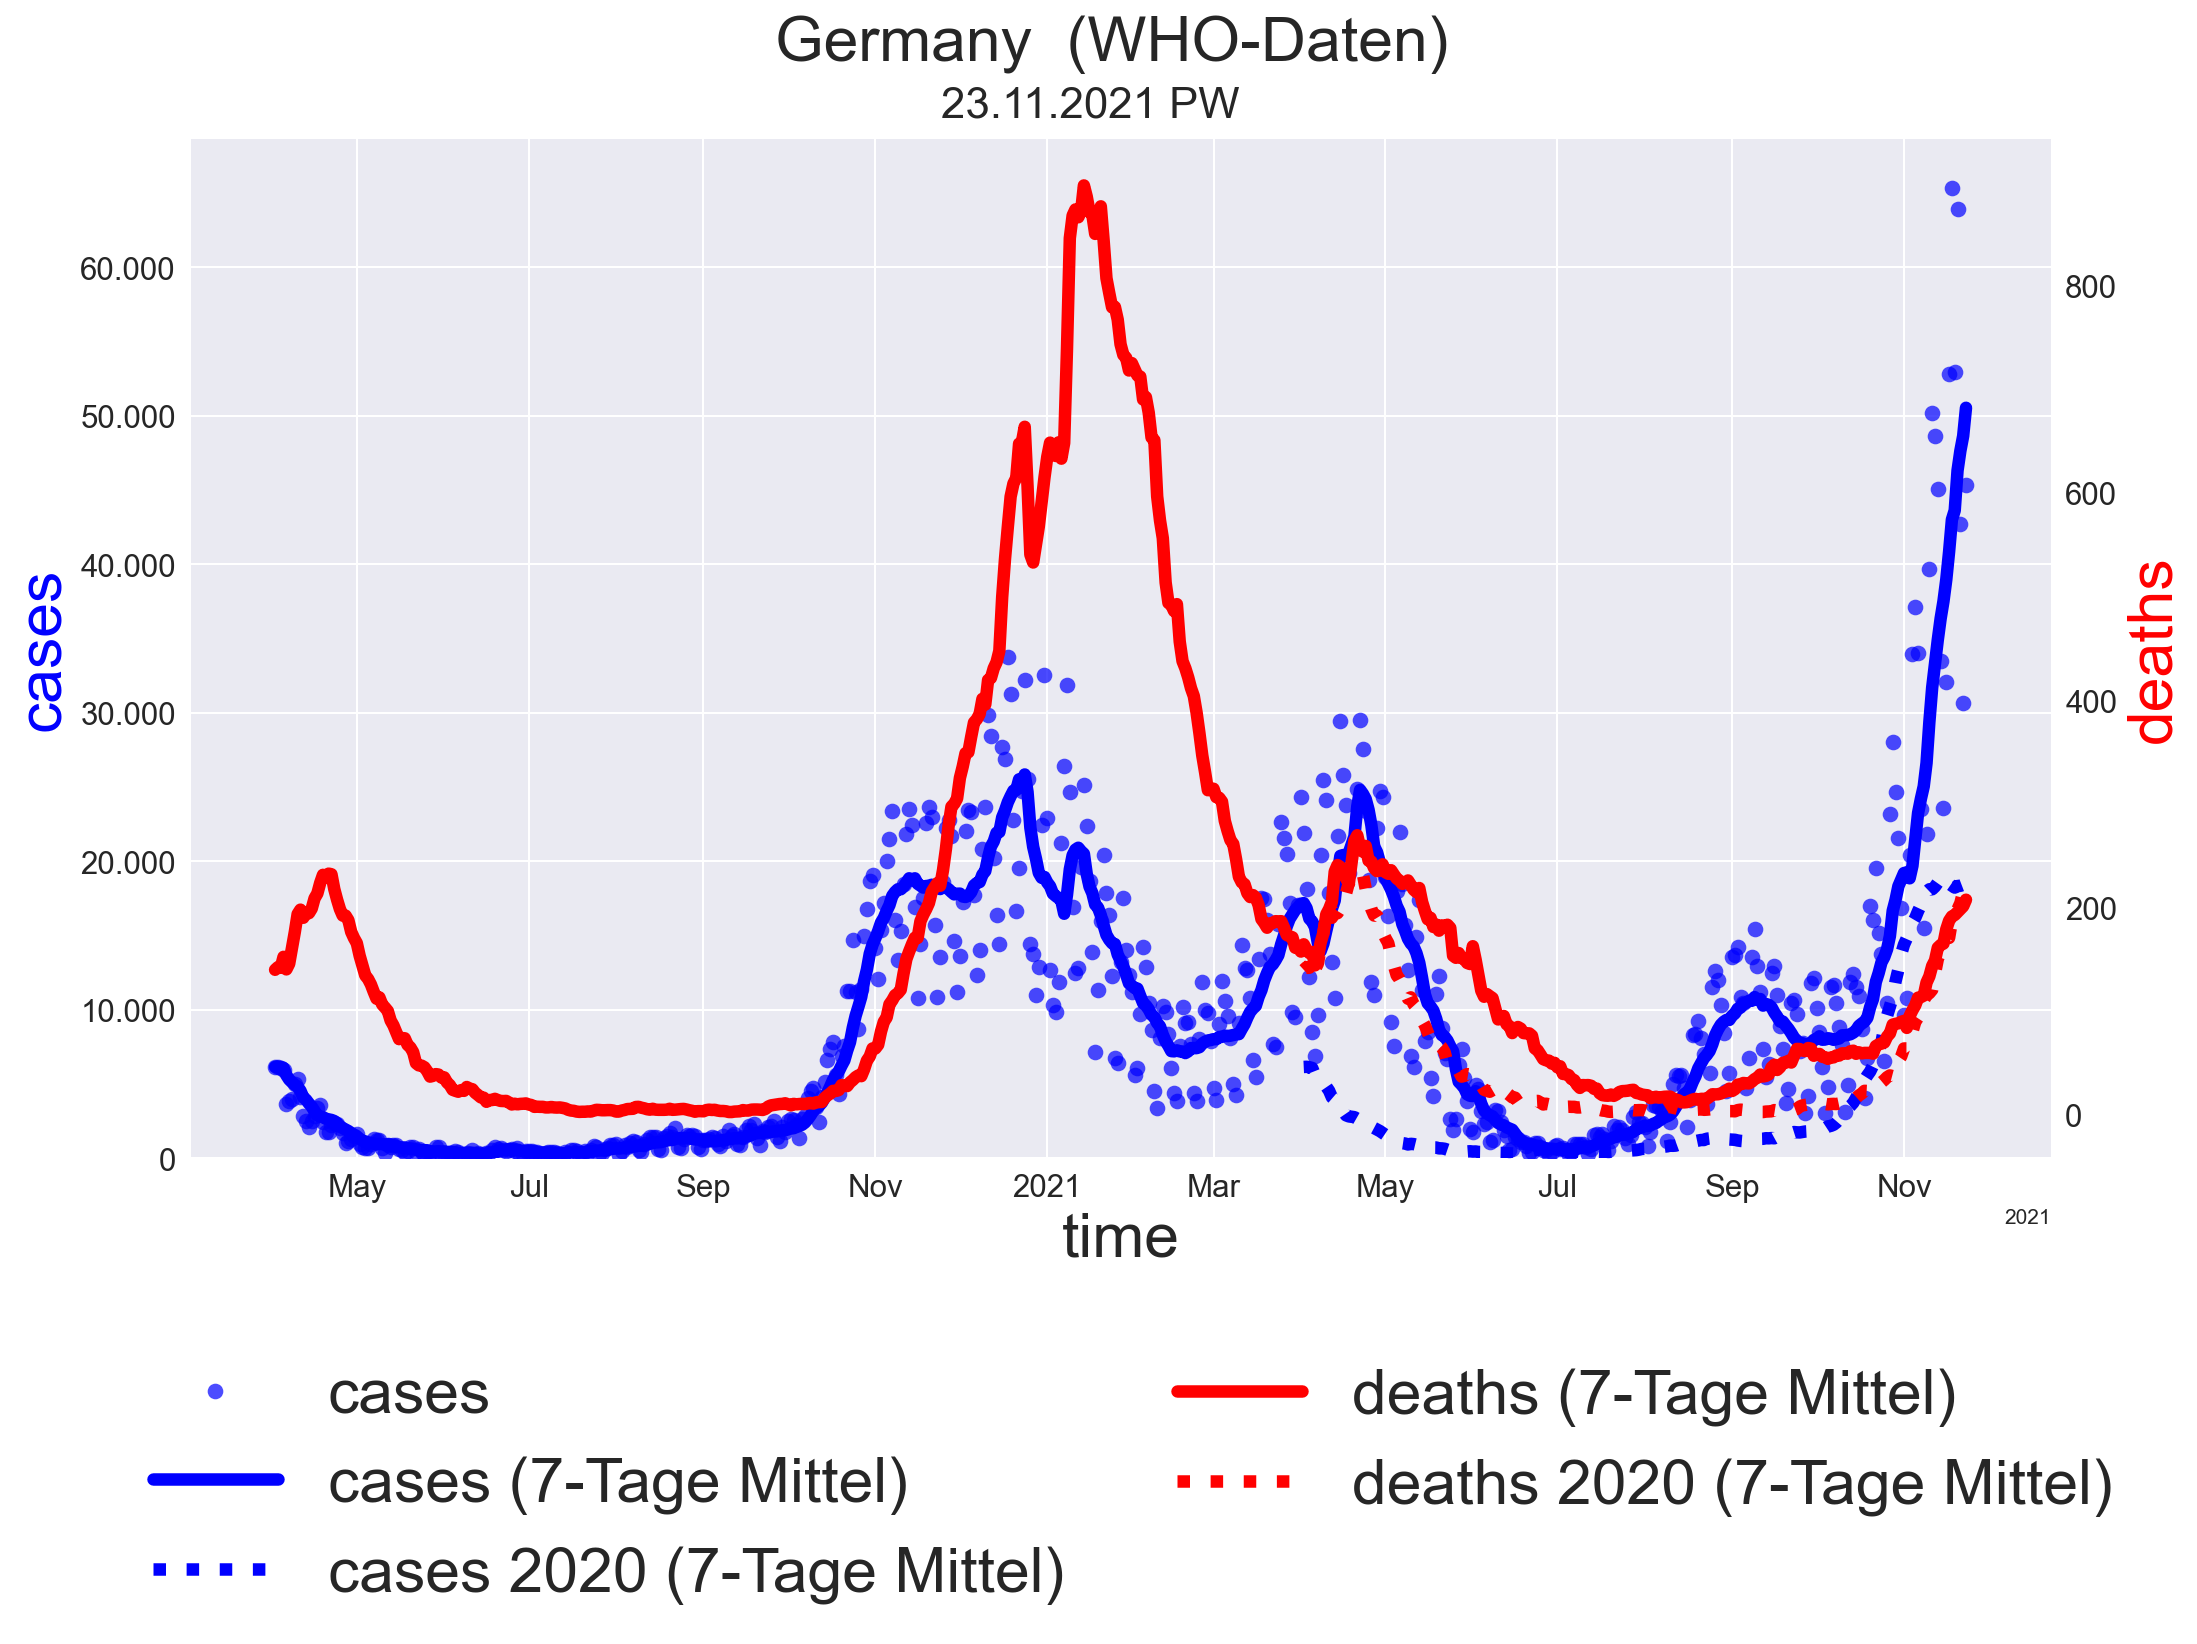 Germany  (WHO-Daten)
23.11.2021 PW
cases
60.000
50.000
40.000
30.000
20.000
10.000
0
800
600
400
200
0
deaths
May
Jul
Sep
Nov
2021
Mar
May
Jul
Sep
Nov
2021
time
cases
cases (7-Tage Mittel)
cases 2020 (7-Tage Mittel)
deaths (7-Tage Mittel)
deaths 2020 (7-Tage Mittel)